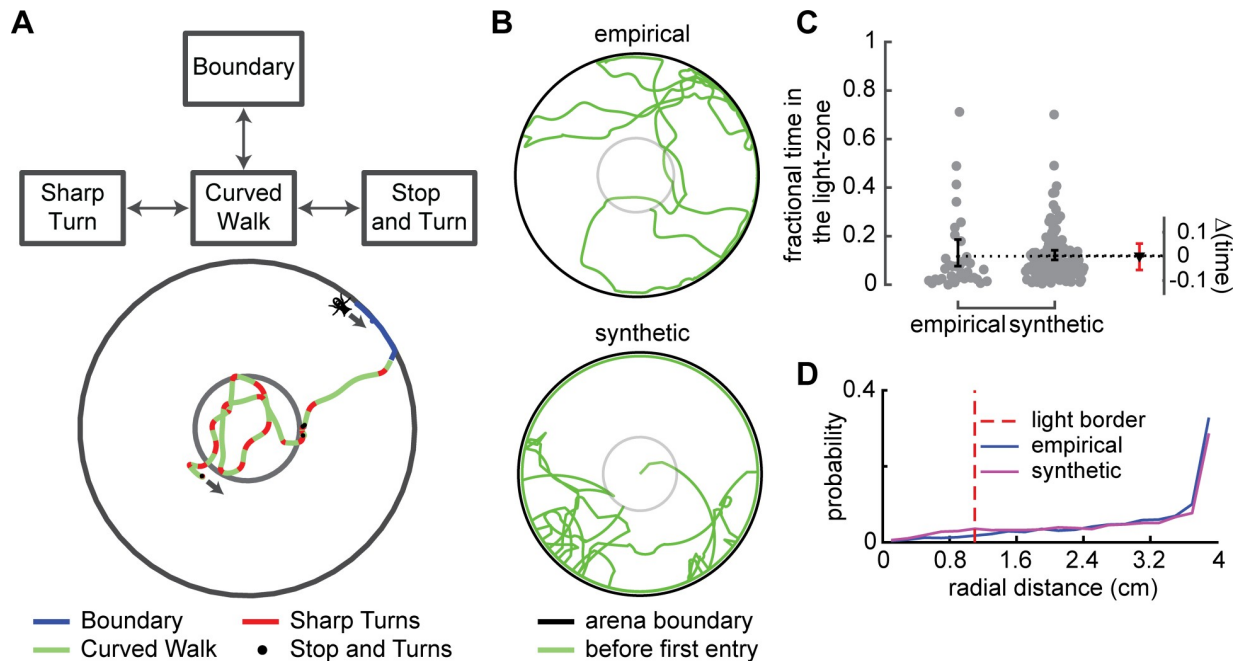 A
Boundary
Sharp
Turn
Curved
Walk
Stop
and Turn
Boundary
Sharp Turns
Curved Walk
Stop and Turns
B
empirical
synthetic
arena boundary
before first entry
C
fractional time in
the light-zone
1
0.8
0.6
0.4
0.2
0
0.1
0
-0.1
Δ(time)
empirical synthetic
D
probability
0.4
0.2
0
light border
empirical
synthetic
0 0.8 1.6 2.4 3.2 4
radial distance (cm)